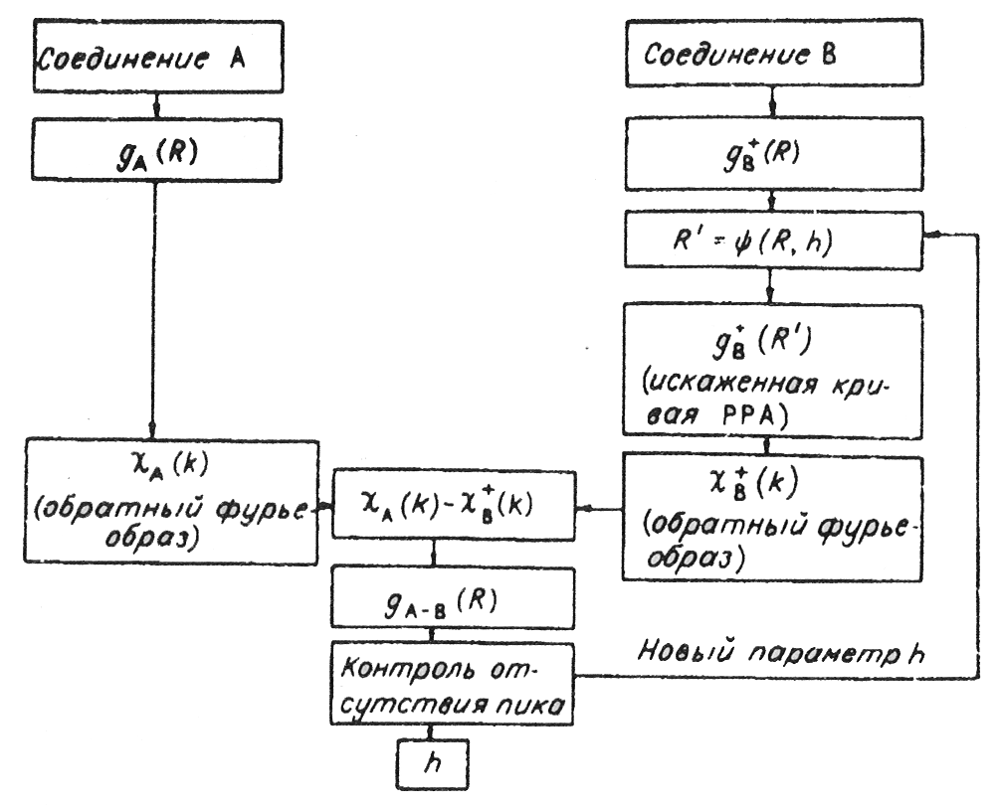 Соединение А
g_A (R)
χ_A (k)
(обратный фурье-
образ)
Соединение В
g_B^+ (R)
R' = ψ (R, h)
g_B^+ (R')
(искаженная кри-
вая РРА)
χ_B^+ (k)
(обратный фурье-
образ)
χ_A (k) - χ_B^+ (k)
g_A-B (R)
Контроль от-
сутствия пика
Новый параметр h
h